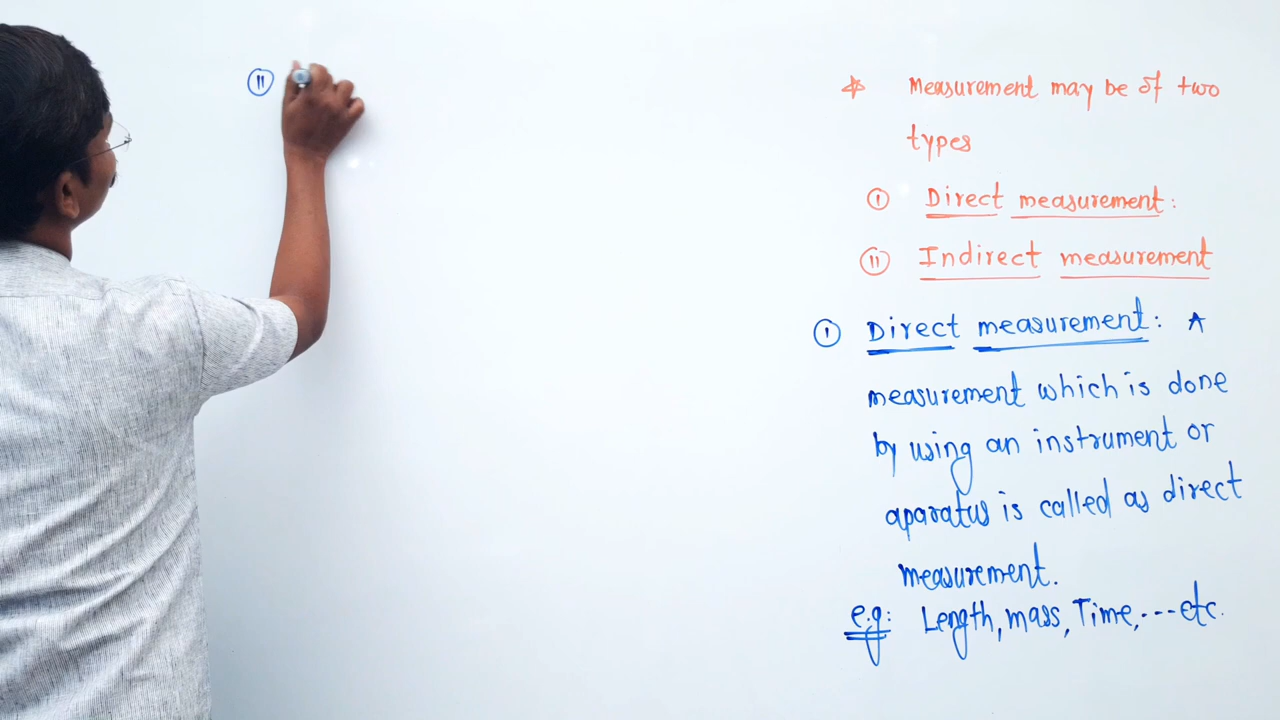 (ii)
☆ Measurement may be of two
types
(i) Direct measurement:
(ii) Indirect measurement
(i) Direct measurement: A
measurement which is done
by using an instrument or
aparatus is called as direct
measurement.
e.g: Length, mass, Time, ---etc.